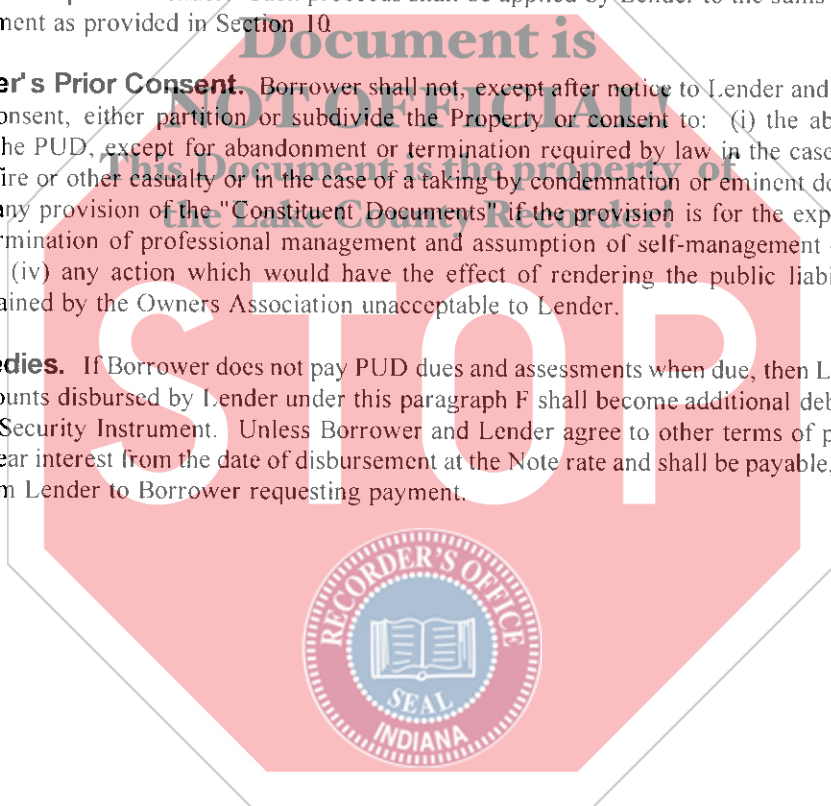 ment as provided in Section 10
Document is
er's Prior Consent. Borrower shall not, except after notice to Lender and
NOT OFFICIAL!
onsent, either partition or subdivide the Property or consent to: (i) the ab
he PUD, except for abandonment or termination required by law in the case
This Document is the property of
fire or other casualty or in the case of a taking by condemnation or eminent do
the Lake County Recorder!
any provision of the "Constituent Documents" if the provision is for the exp
rmination of professional management and assumption of self-management
(iv) any action which would have the effect of rendering the public liabi
ained by the Owners Association unacceptable to Lender.
STOP
edies. If Borrower does not pay PUD dues and assessments when due, then L
ounts disbursed by Lender under this paragraph F shall become additional deb
Security Instrument. Unless Borrower and Lender agree to other terms of p
ear interest from the date of disbursement at the Note rate and shall be payable,
m Lender to Borrower requesting payment.
RECORDER'S OFFICE
SEAL
INDIANA